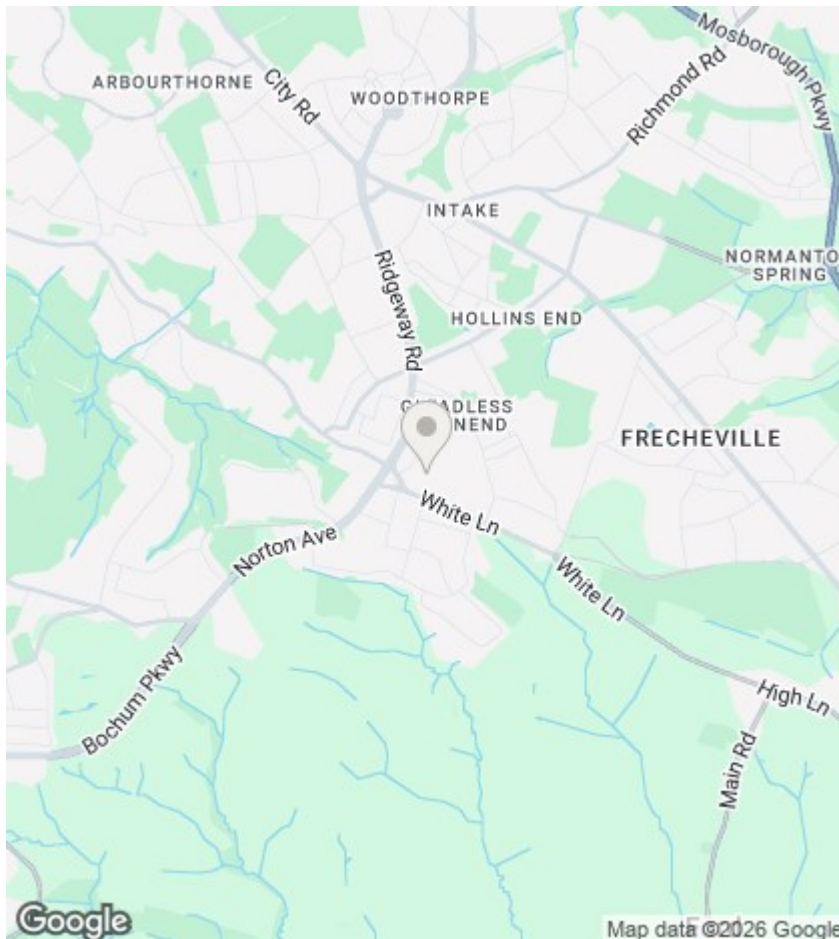 Mosborough Pkwy
ARBOURTHORNE
City Rd
WOODTHORPE
Richmond Rd
INTAKE
NORMANTO
SPRING
Ridgeway Rd
HOLLINS END
FRECHEVILLE
White Ln
Norton Ave
White Ln
Bochum Pkwy
High Ln
Main Rd
Google
Map data ©2026 Google